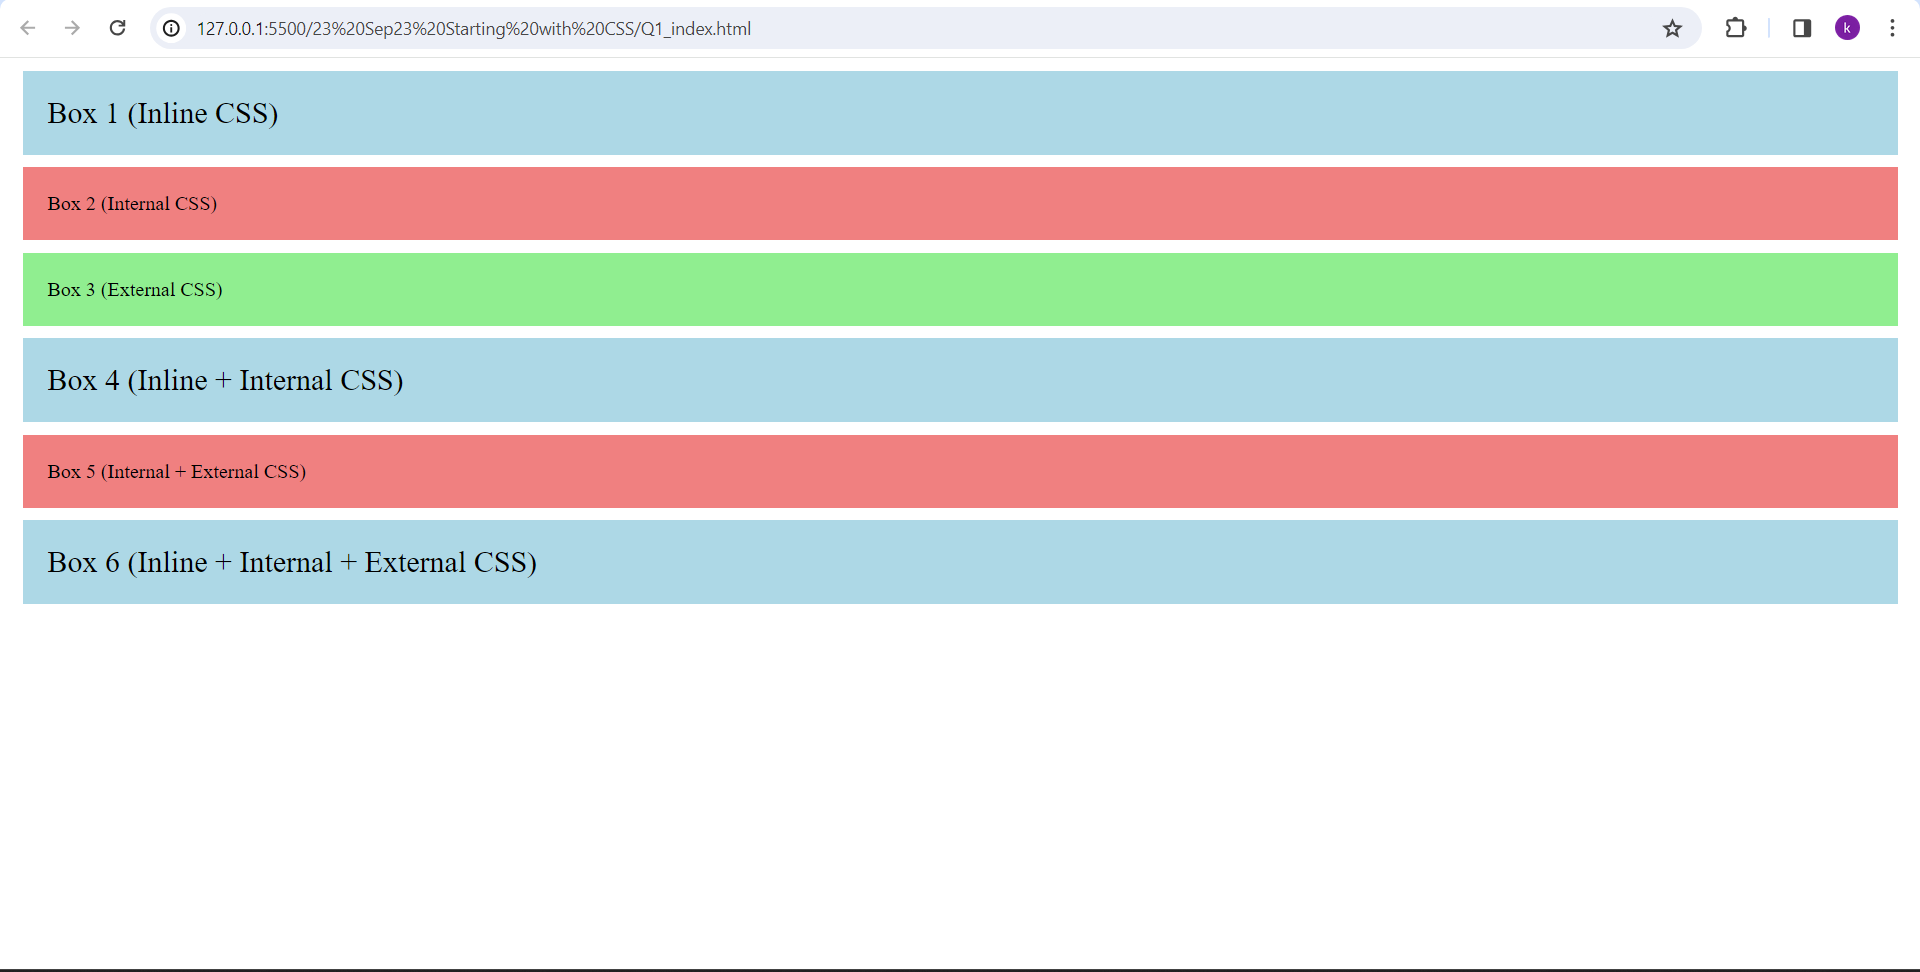 127.0.0.1:5500/23%20Sep23%20Starting%20with%20CSS/Q1_index.html
k
Box 1 (Inline CSS)
Box 2 (Internal CSS)
Box 3 (External CSS)
Box 4 (Inline + Internal CSS)
Box 5 (Internal + External CSS)
Box 6 (Inline + Internal + External CSS)